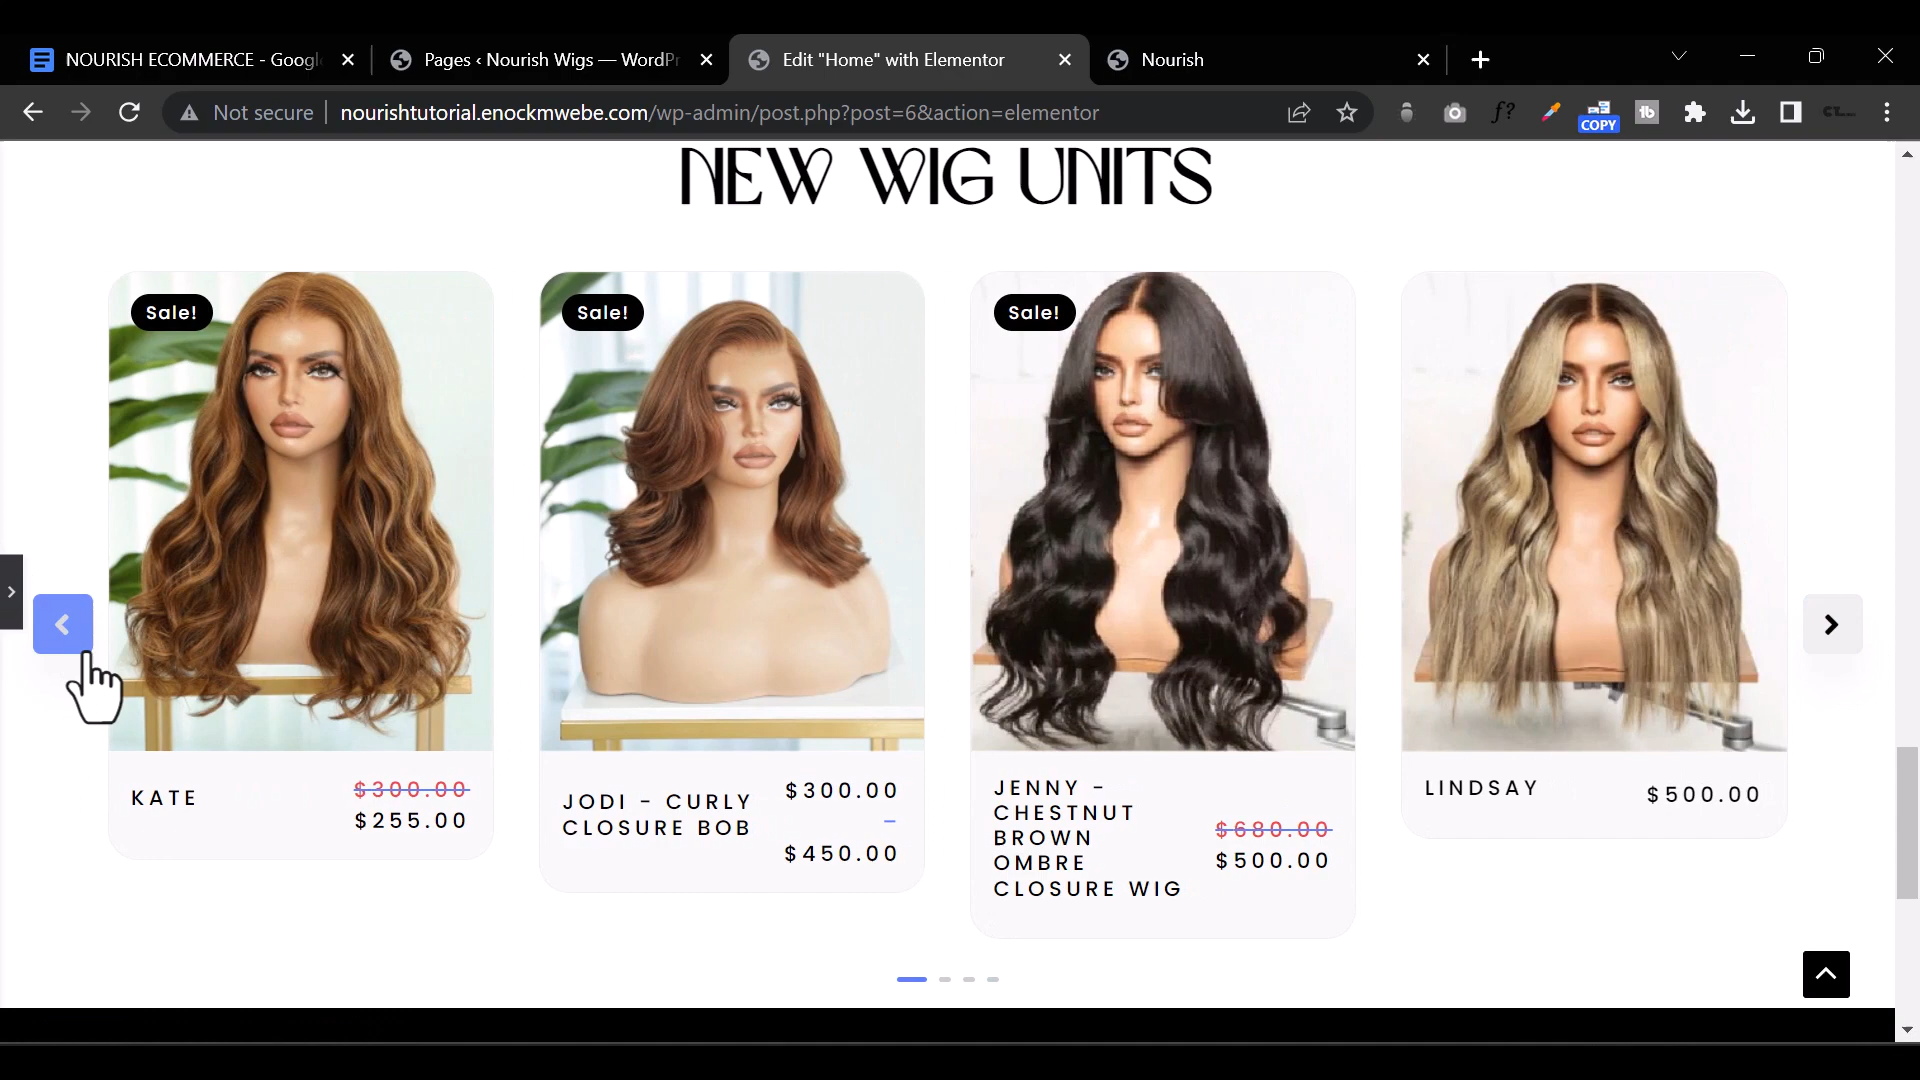 NOURISH ECOMMERCE - Googl
Pages ‹ Nourish Wigs — WordPr
Edit "Home" with Elementor
Nourish
Not secure
nourishtutorial.enockmwebe.com/wp-admin/post.php?post=6&action=elementor
f?
COPY
tb
NEW WIG UNITS
Sale!
Sale!
Sale!
KATE
$300.00
$255.00
JODI - CURLY
CLOSURE BOB
$300.00
–
$450.00
JENNY -
CHESTNUT
BROWN
OMBRE
CLOSURE WIG
$680.00
$500.00
LINDSAY
$500.00